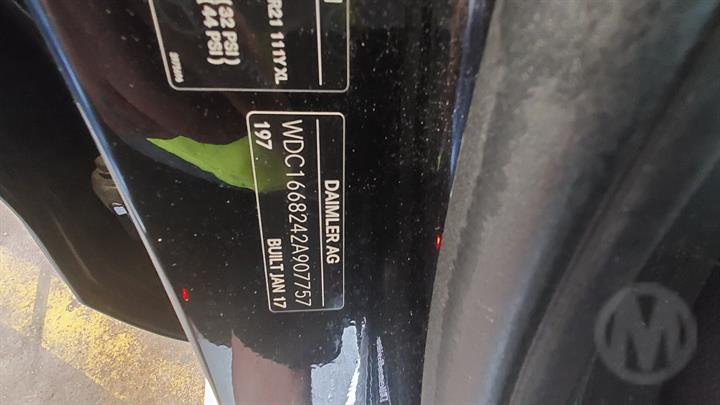 R21 111Y XL
(32 PSI)
(44 PSI)
DAIMLER AG
WDC1668242A907757
197 BUILT JAN 17
M